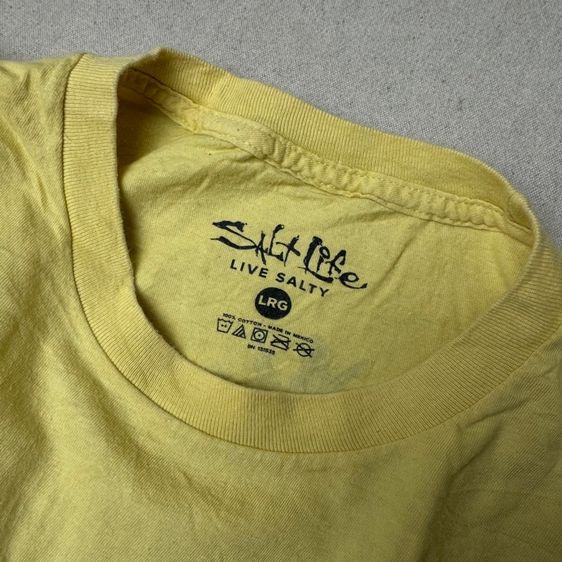 Salt Life
LIVE SALTY
LRG
100% COTTON - MADE IN MEXICO